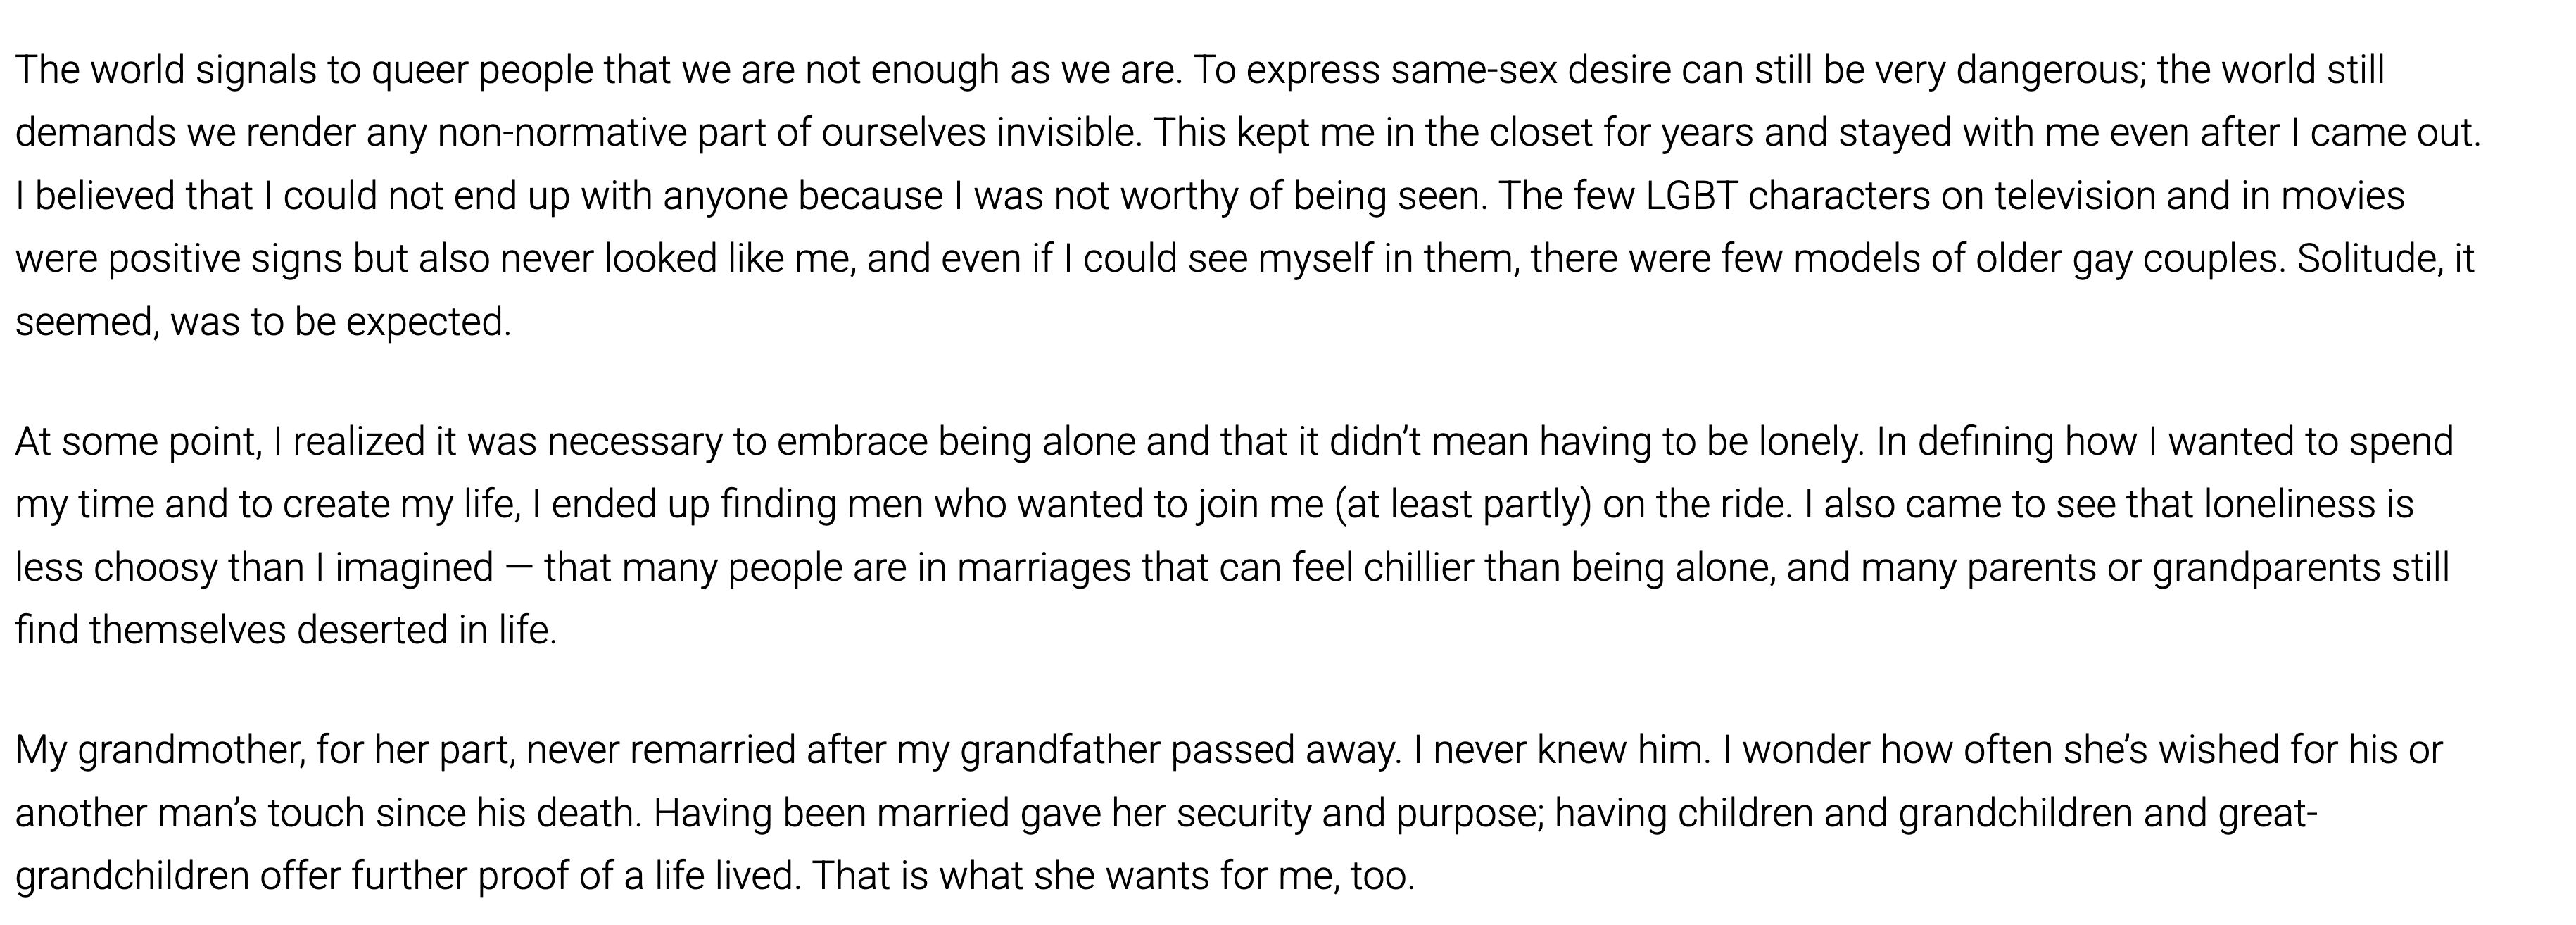 The world signals to queer people that we are not enough as we are. To express same-sex desire can still be very dangerous; the world still
demands we render any non-normative part of ourselves invisible. This kept me in the closet for years and stayed with me even after I came out.
I believed that I could not end up with anyone because I was not worthy of being seen. The few LGBT characters on television and in movies
were positive signs but also never looked like me, and even if I could see myself in them, there were few models of older gay couples. Solitude, it
seemed, was to be expected.
At some point, I realized it was necessary to embrace being alone and that it didn’t mean having to be lonely. In defining how I wanted to spend
my time and to create my life, I ended up finding men who wanted to join me (at least partly) on the ride. I also came to see that loneliness is
less choosy than I imagined — that many people are in marriages that can feel chillier than being alone, and many parents or grandparents still
find themselves deserted in life.
My grandmother, for her part, never remarried after my grandfather passed away. I never knew him. I wonder how often she’s wished for his or
another man’s touch since his death. Having been married gave her security and purpose; having children and grandchildren and great-
grandchildren offer further proof of a life lived. That is what she wants for me, too.